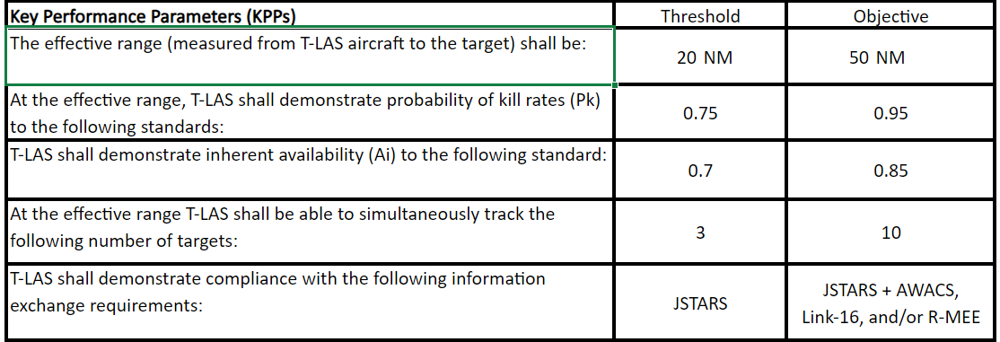 Key Performance Parameters (KPPs) Threshold Objective
The effective range (measured from T-LAS aircraft to the target) shall be: 20 NM 50 NM
At the effective range, T-LAS shall demonstrate probability of kill rates (Pk)
to the following standards: 0.75 0.95
T-LAS shall demonstrate inherent availability (Ai) to the following standard: 0.7 0.85
At the effective range T-LAS shall be able to simultaneously track the
following number of targets: 3 10
T-LAS shall demonstrate compliance with the following information
exchange requirements: JSTARS JSTARS + AWACS,
Link-16, and/or R-MEE